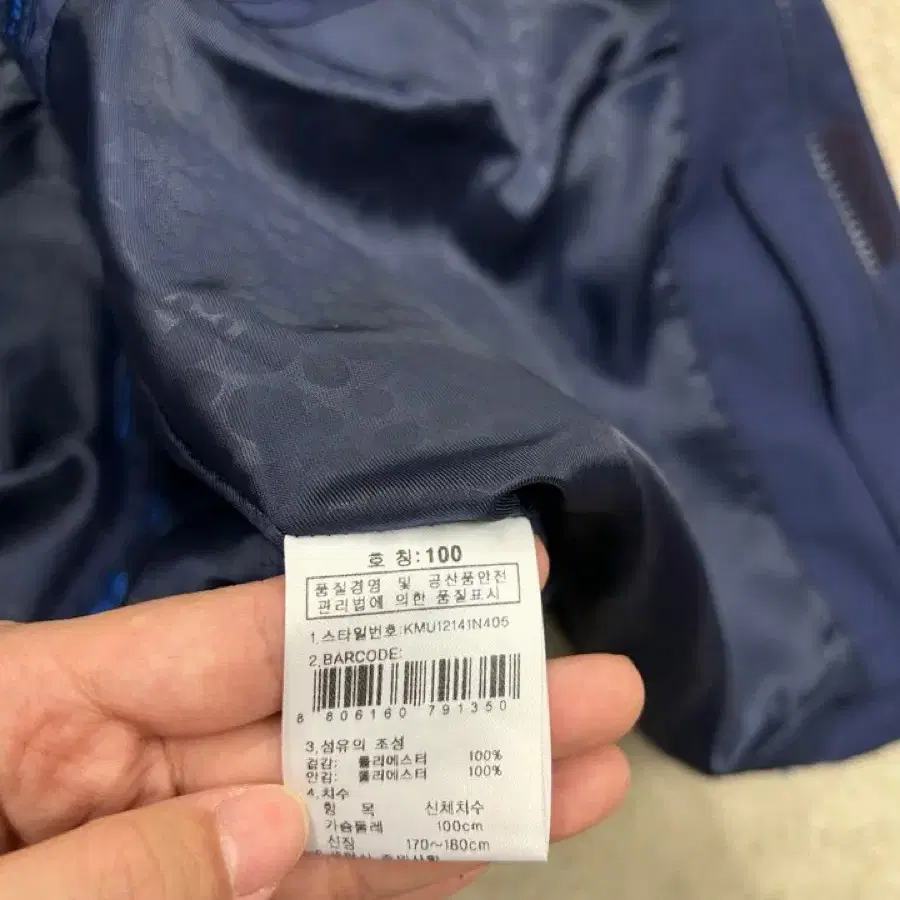 호 칭:100
품질경영 및 공산품안전
관리법에 의한 품질표시
1.스타일번호:KMU12141N405
2.BARCODE:
8 806160 791350
3.섬유의 조성
겉감: 폴리에스터 100%
안감: 폴리에스터 100%
4.치수
항 목 신체치수
가슴둘레 100cm
신장 170~180cm